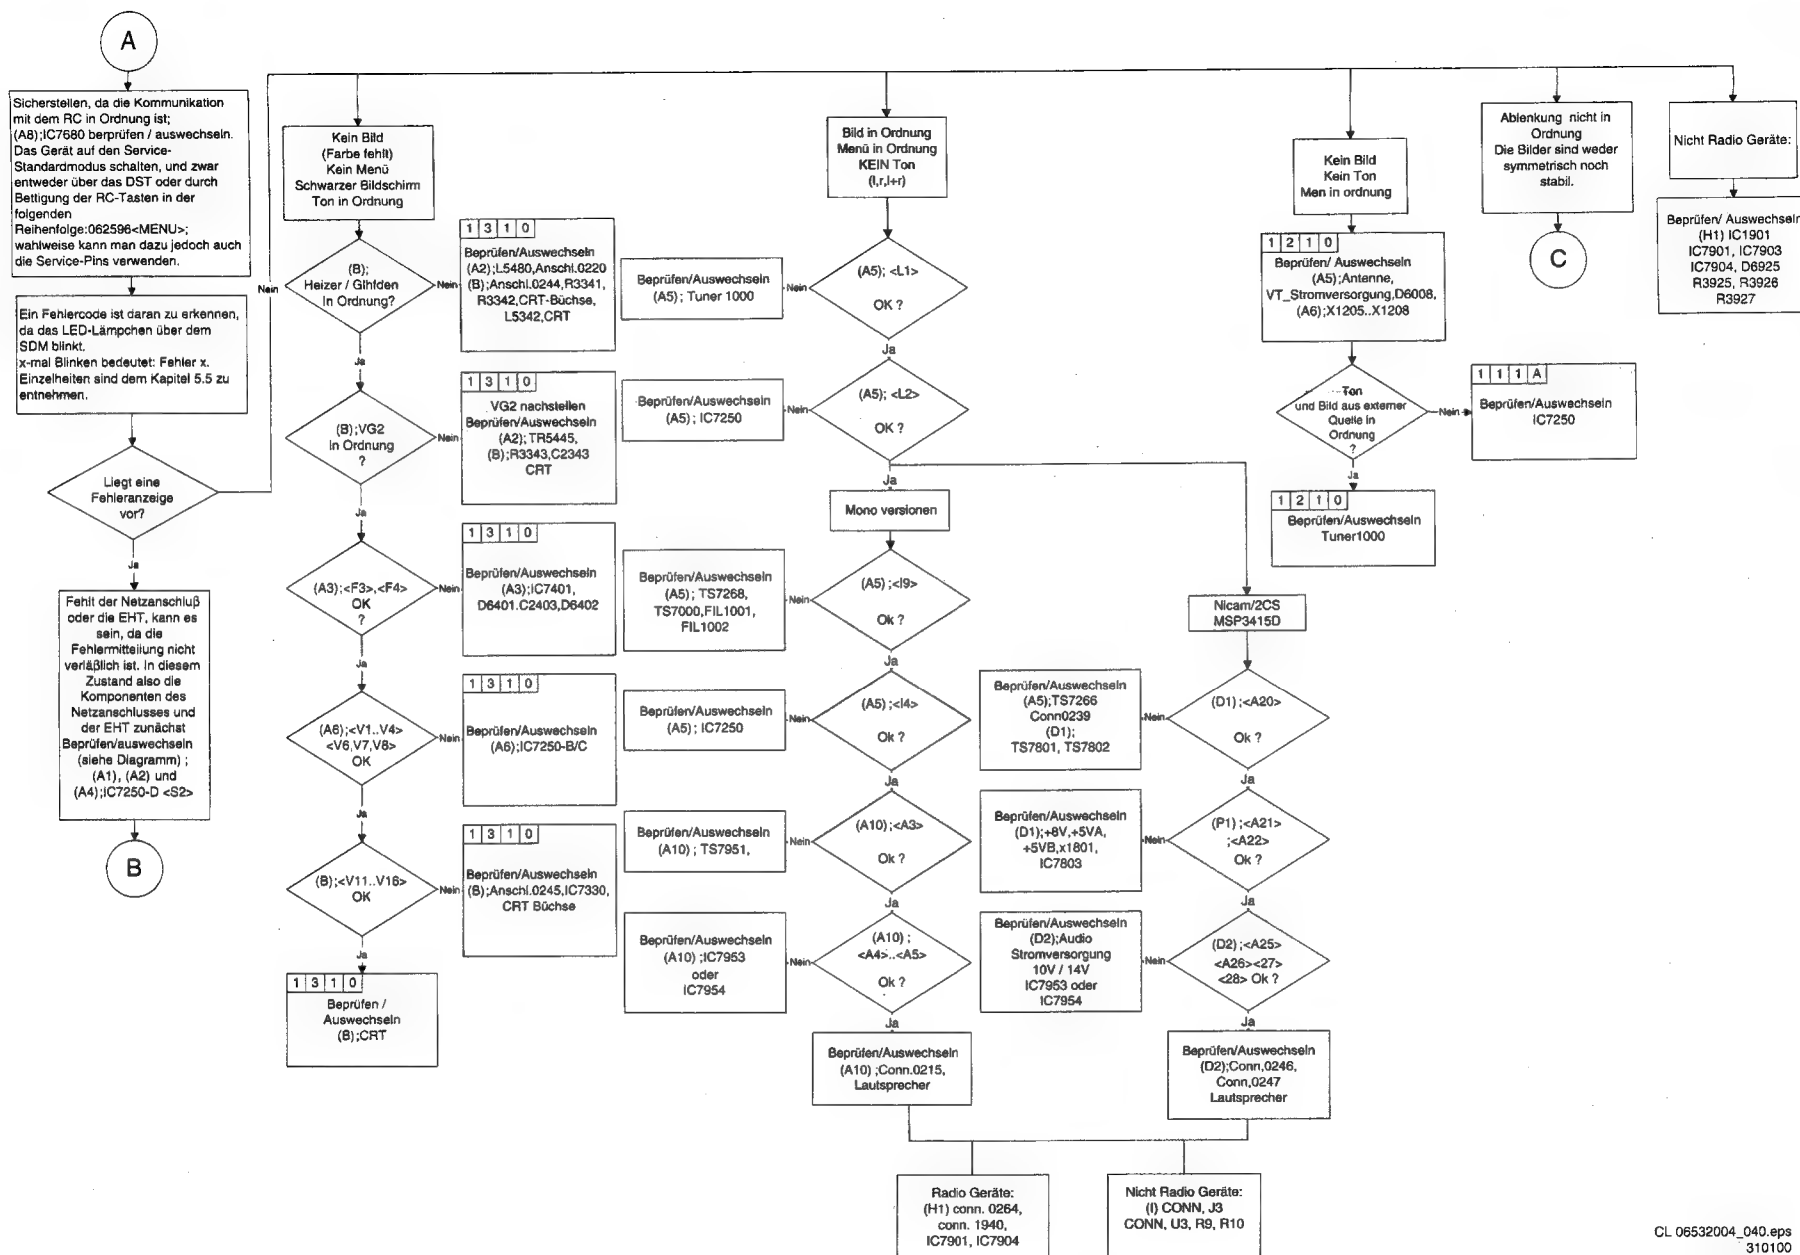 A
Sicherstellen, da die Kommunikation
mit dem RC in Ordnung ist;
(A8);IC7680 berprüfen / auswechseln.
Das Gerät auf den Service-
Standardmodus schalten, und zwar
entweder über das DST oder durch
Bettigung der RC-Tasten in der
folgenden
Reihenfolge:062596<MENU>;
wahlweise kann man dazu jedoch auch
die Service-Pins verwenden.
Ein Fehlercode ist daran zu erkennen,
da das LED-Lämpchen über dem
SDM blinkt.
x-mal Blinken bedeutet: Fehler x.
Einzelheiten sind dem Kapitel 5.5 zu
entnehmen.
Liegt eine
Fehleranzeige
vor?
Nein
Ja
Fehlt der Netzanschluß
oder die EHT, kann es
sein, da die
Fehlermitteilung nicht
verläßlich ist. In diesem
Zustand also die
Komponenten des
Netzanschlusses und
der EHT zunächst
Beprüfen/auswechseln
(siehe Diagramm) ;
(A1), (A2) und
(A4);IC7250-D <S2>
B
Kein Bild
(Farbe fehlt)
Kein Menü
Schwarzer Bildschirm
Ton in Ordnung
(B);
Heizer / Glhfden
in Ordnung?
Nein
1 3 1 0
Beprüfen/Auswechseln
(A2);L5480,Anschl.0220
(B);Anschl.0244, R3341,
R3342,CRT-Büchse,
L5342,CRT
Ja
(B);VG2
in Ordnung
?
Nein
1 3 1 0
VG2 nachstellen
Beprüfen/Auswechseln
(A2); TR5445,
(B);R3343,C2343
CRT
Ja
(A3);<F3>,<F4>
OK
?
Nein
1 3 1 0
Beprüfen/Auswechseln
(A3);IC7401,
D6401.C2403,D6402
Ja
(A6);<V1..V4>
<V6,V7,V8>
OK
Nein
1 3 1 0
Beprüfen/Auswechseln
(A6);IC7250-B/C
Ja
(B);<V11..V16>
OK
Nein
1 3 1 0
Beprüfen/Auswechseln
(B);Anschl.0245,IC7330,
CRT Büchse
Ja
1 3 1 0
Beprüfen /
Auswechseln
(B);CRT
Bild in Ordnung
Menü in Ordnung
KEIN Ton
(l,r,l+r)
(A5); <L1>
OK ?
Nein
Beprüfen/Auswechseln
(A5); Tuner 1000
Ja
(A5); <L2>
OK ?
Nein
Beprüfen/Auswechseln
(A5); IC7250
Ja
Mono versionen
(A5) ;<I9>
Ok ?
Beprüfen/Auswechseln
(A5); TS7268,
TS7000,FIL1001,
FIL1002
Nein
Ja
(A5) ;<I4>
Ok ?
Nein
Beprüfen/Auswechseln
(A5); IC7250
Ja
(A10) ;<A3>
Ok ?
Nein
Beprüfen/Auswechseln
(A10) ; TS7951,
Ja
(A10) ;
<A4>..<A5>
Ok ?
Nein
Beprüfen/Auswechseln
(A10) ;IC7953
oder
IC7954
Ja
Beprüfen/Auswechseln
(A10) ;Conn.0215,
Lautsprecher
Nicam/2CS
MSP3415D
(D1) ;<A20>
Ok ?
Nein
Beprüfen/Auswechseln
(A5);TS7266
Conn0239
(D1);
TS7801, TS7802
Ja
(P1) ;<A21>
;<A22>
Ok ?
Nein
Beprüfen/Auswechseln
(D1);+8V,+5VA,
+5VB,x1801,
IC7803
Ja
(D2) ;<A25>
<A26><27>
<28> Ok ?
Nein
Beprüfen/Auswechseln
(D2);Audio
Stromversorgung
10V / 14V
IC7953 oder
IC7954
Ja
Beprüfen/Auswechseln
(D2);Conn,0246,
Conn,0247
Lautsprecher
Radio Geräte:
(H1) conn. 0264,
conn. 1940,
IC7901, IC7904
Nicht Radio Geräte:
(I) CONN, J3
CONN, U3, R9, R10
Kein Bild
Kein Ton
Men in ordnung
1 2 1 0
Beprüfen/ Auswechseln
(A5);Antenne,
VT_Stromversorgung,D6008,
(A6);X1205..X1208
Ton
und Bild aus externer
Quelle in
Ordnung
?
Nein
1 1 1 A
Beprüfen/Auswechseln
IC7250
Ja
1 2 1 0
Beprüfen/Auswechseln
Tuner1000
Ablenkung nicht in
Ordnung
Die Bilder sind weder
symmetrisch noch
stabil.
C
Nicht Radio Geräte:
Beprüfen/ Auswechseln
(H1) IC1901
IC7901, IC7903
IC7904, D6925
R3925, R3926
R3927
CL 06532004_040.eps
310100